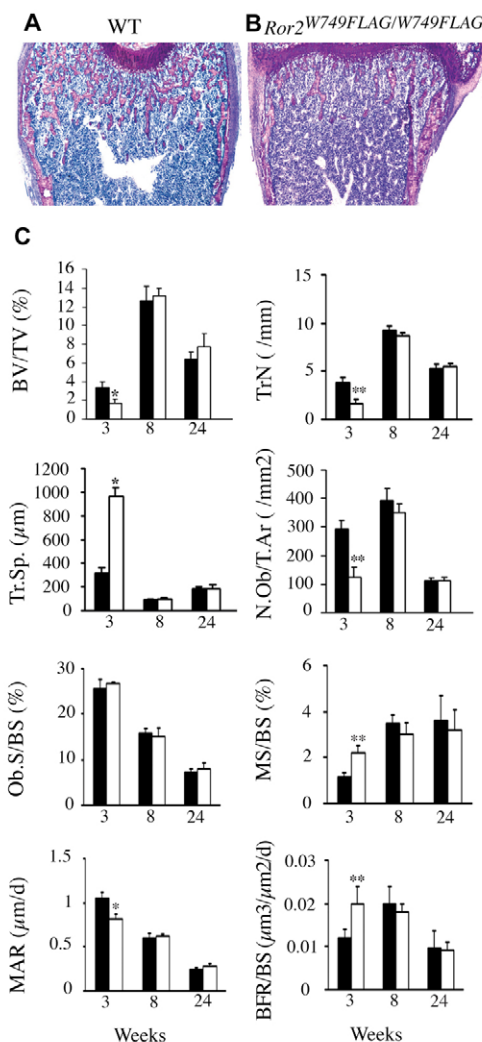 A WT B Ror2W749FLAG/W749FLAG
C
BV/TV (%)
16
14
12
10
8
6
4
2
0
*
3 8 24
TrN ( /mm)
15
10
5
0
**
3 8 24
Tr.Sp. (µm)
1200
1000
800
600
400
200
0
*
3 8 24
N.Ob/T.Ar ( /mm2)
500
400
300
200
100
0
**
3 8 24
Ob.S/BS (%)
30
20
10
0
3 8 24
MS/BS (%)
6
4
2
0
**
3 8 24
MAR (µm/d)
1.5
1
0.5
0
*
3 8 24
Weeks
BFR/BS (µm3/µm2/d)
0.03
0.02
0.01
0
**
3 8 24
Weeks